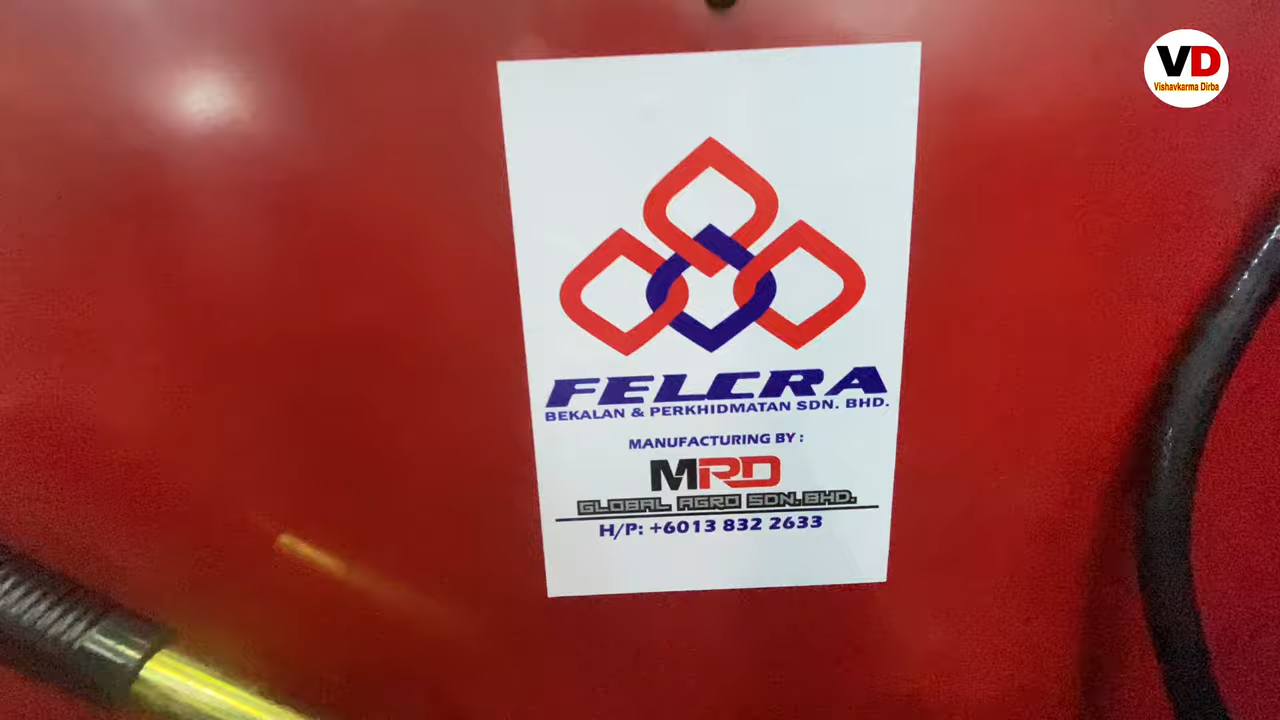 VD
Vishavkarma Dirba
FELCRA
BEKALAN & PERKHIDMATAN SDN. BHD.
MANUFACTURING BY :
MRD
GLOBAL AGRO SDN. BHD.
H/P: +6013 832 2633